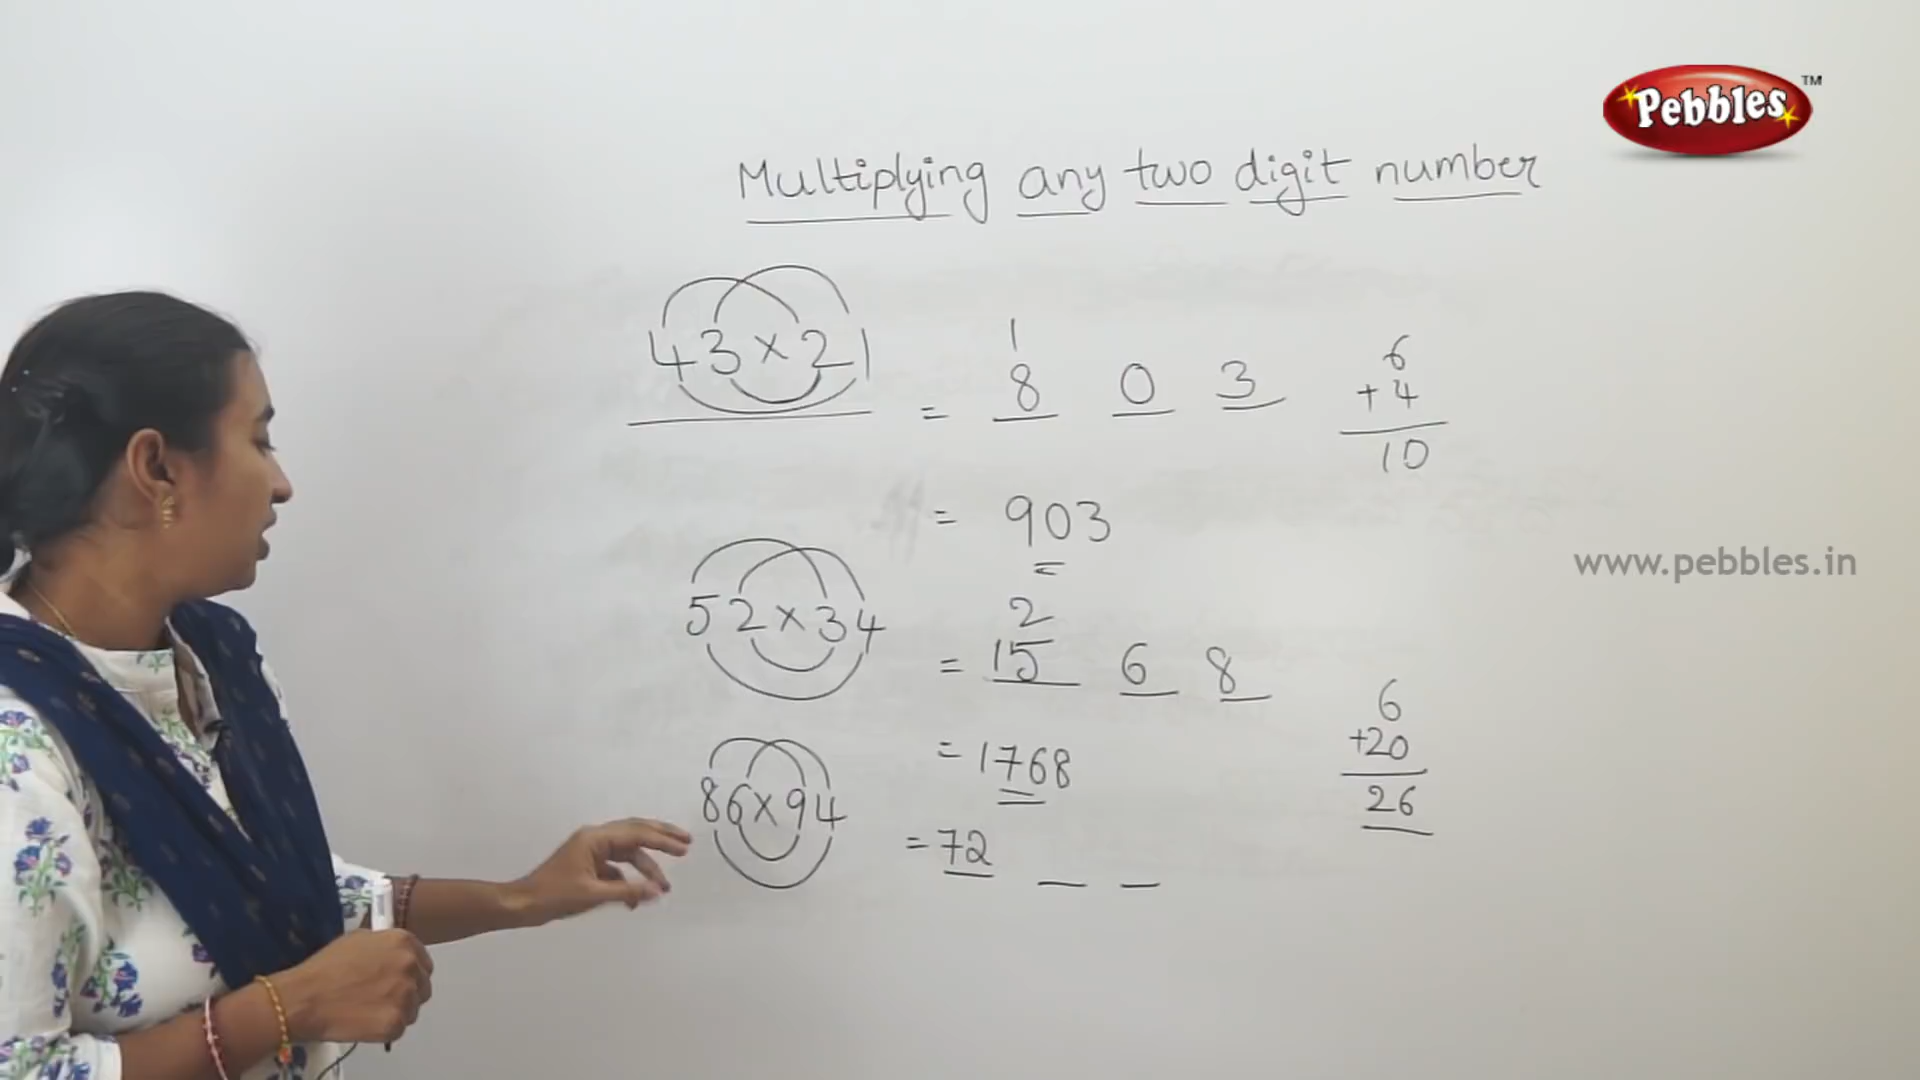 Pebbles TM
Multiplying any two digit number
43 × 21 = 8 0 3
1
6
+ 4
10
= 903
52 × 34 = 15 6 8
2
6
+20
26
= 1768
86 × 94 = 72 _ _
www.pebbles.in